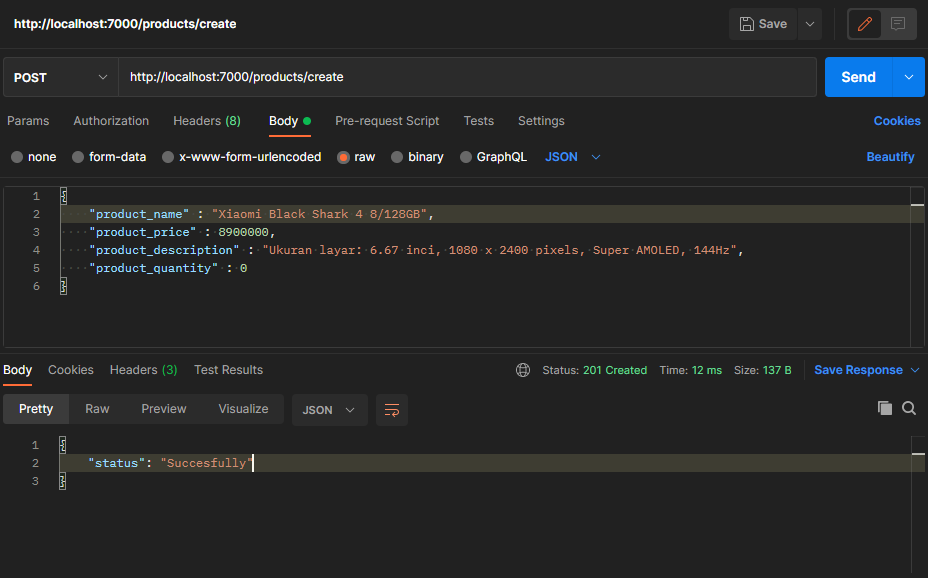 http://localhost:7000/products/create
Save
POST http://localhost:7000/products/create Send
Params Authorization Headers (8) Body Pre-request Script Tests Settings Cookies
none form-data x-www-form-urlencoded raw binary GraphQL JSON Beautify
1 {
2 "product_name" : "Xiaomi Black Shark 4 8/128GB",
3 "product_price" : 8900000,
4 "product_description" : "Ukuran layar: 6.67 inci, 1080 x 2400 pixels, Super AMOLED, 144Hz",
5 "product_quantity" : 0
6 }
Body Cookies Headers (3) Test Results Status: 201 Created Time: 12 ms Size: 137 B Save Response
Pretty Raw Preview Visualize JSON
1 {
2 "status": "Succesfully"
3 }